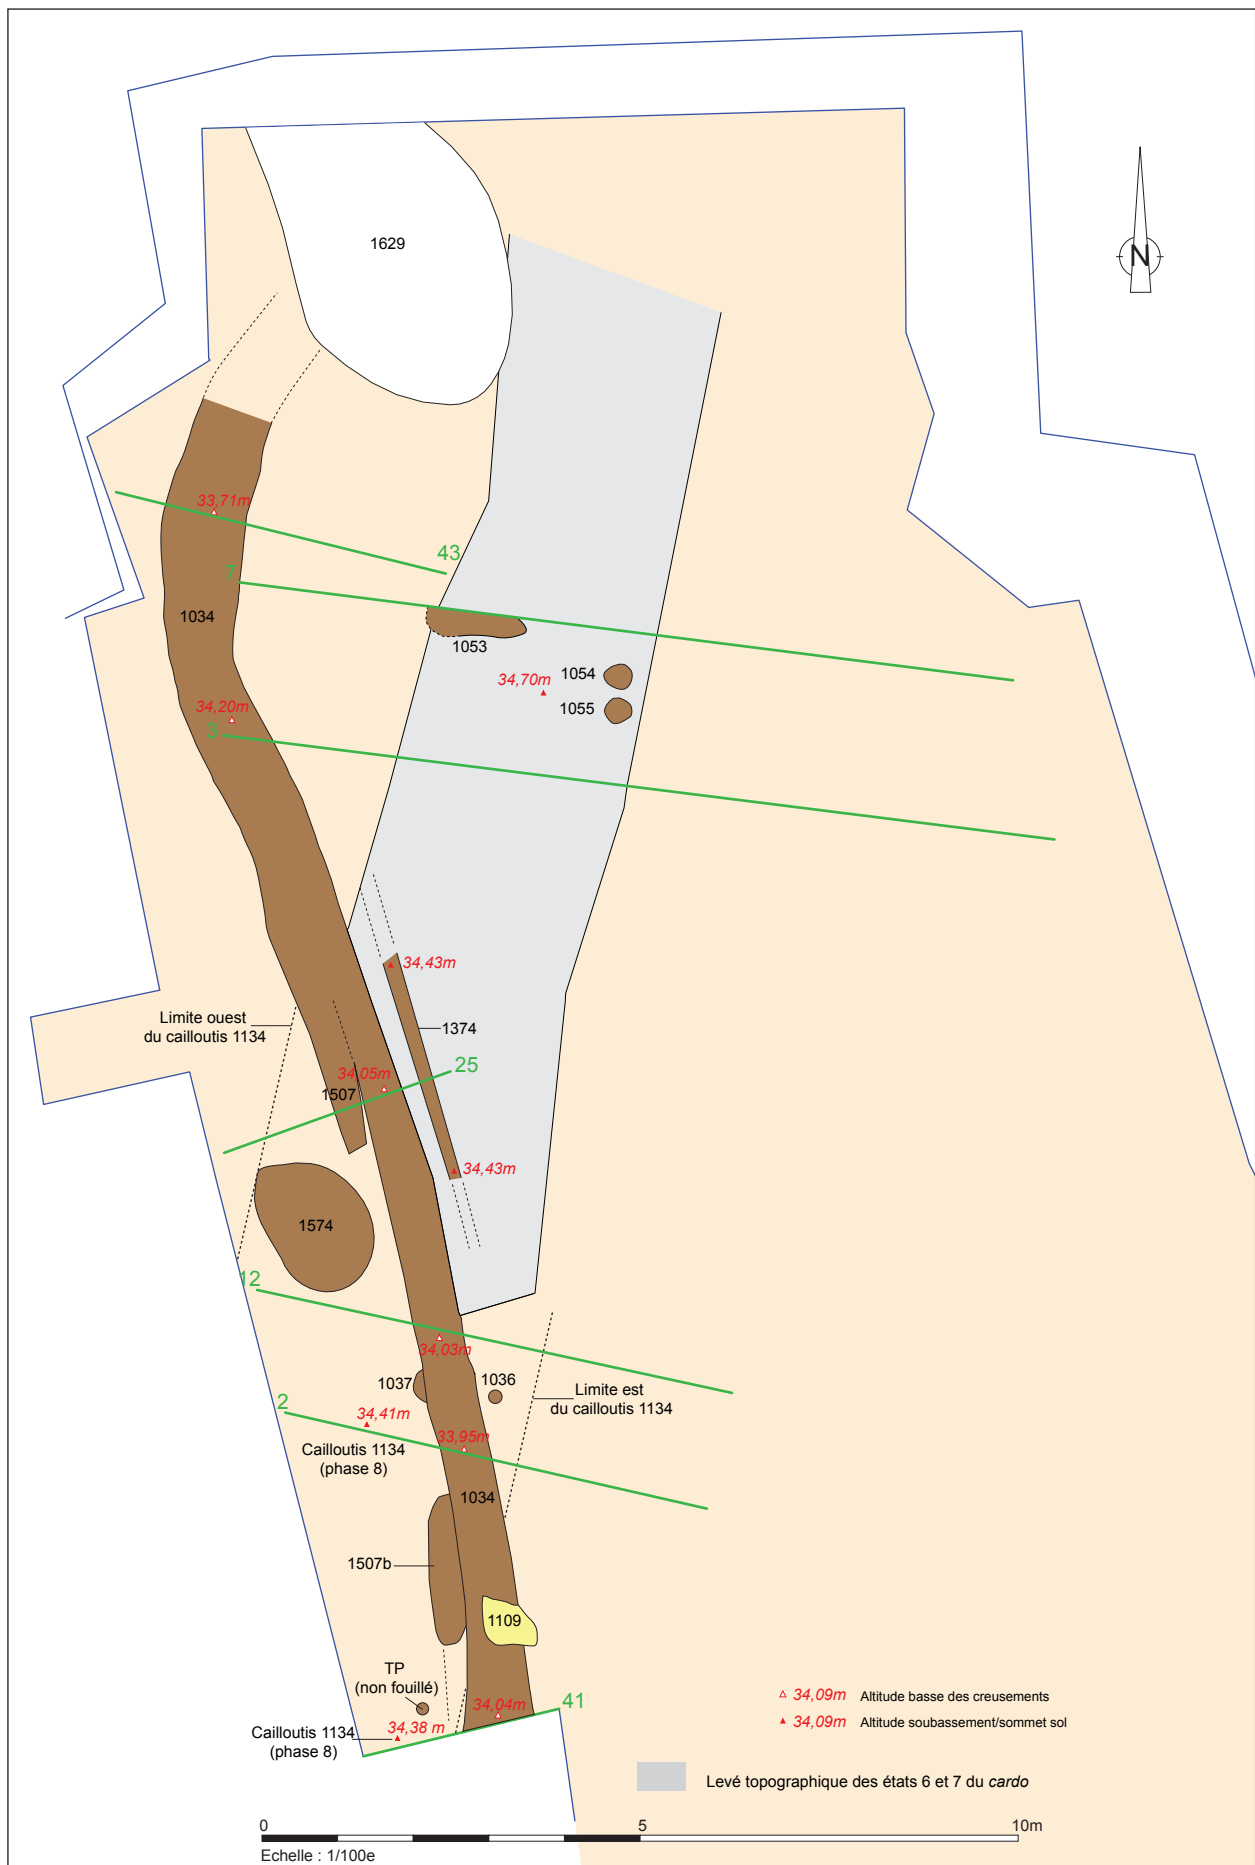 1629
N
33,71m
43
7
1034
1053
1054
34,70m
1055
34,20m
3
34,43m
Limite ouest
du cailloutis 1134
1374
25
34,05m
1507
34,43m
1574
12
34,03m
1037
1036
Limite est
du cailloutis 1134
2
34,41m
33,95m
Cailloutis 1134
(phase 8)
1034
1507b
1109
TP
(non fouillé)
41
34,04m
34,38 m
Cailloutis 1134
(phase 8)
34,09m Altitude basse des creusements
34,09m Altitude soubassement/sommet sol
Levé topographique des états 6 et 7 du cardo
0 5 10m
Echelle : 1/100e